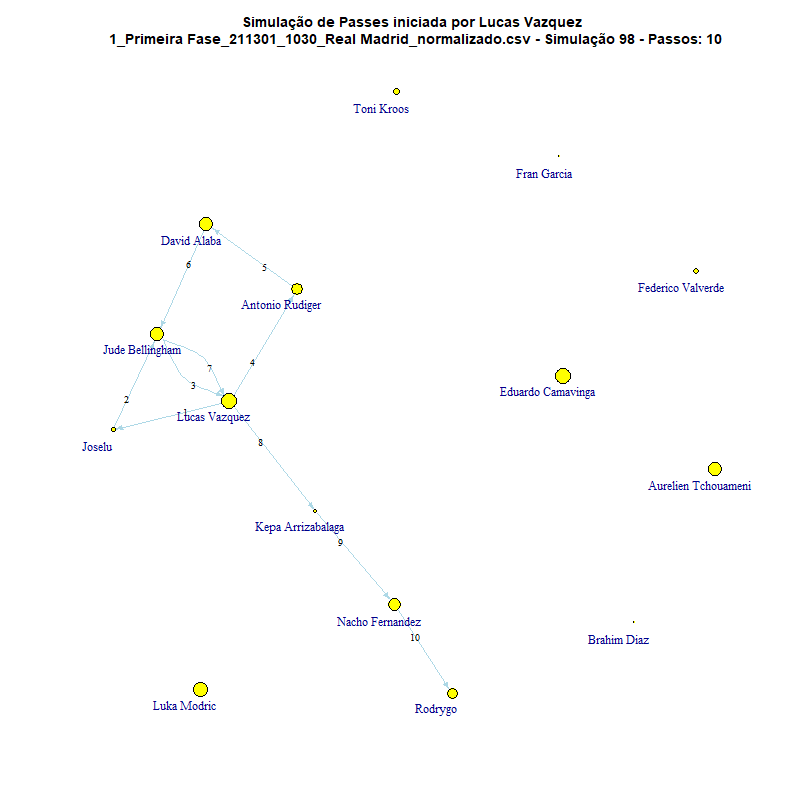 Simulação de Passes iniciada por Lucas Vazquez
1_Primeira Fase_211301_1030_Real Madrid_normalizado.csv - Simulação 98 - Passos: 10
Toni Kroos
Fran Garcia
David Alaba
6
5
Federico Valverde
Antonio Rudiger
Jude Bellingham
4
7
3
2
Eduardo Camavinga
1
Lucas Vazquez
Joselu
8
Aurelien Tchouameni
Kepa Arrizabalaga
9
Nacho Fernandez
10
Brahim Diaz
Luka Modric
Rodrygo